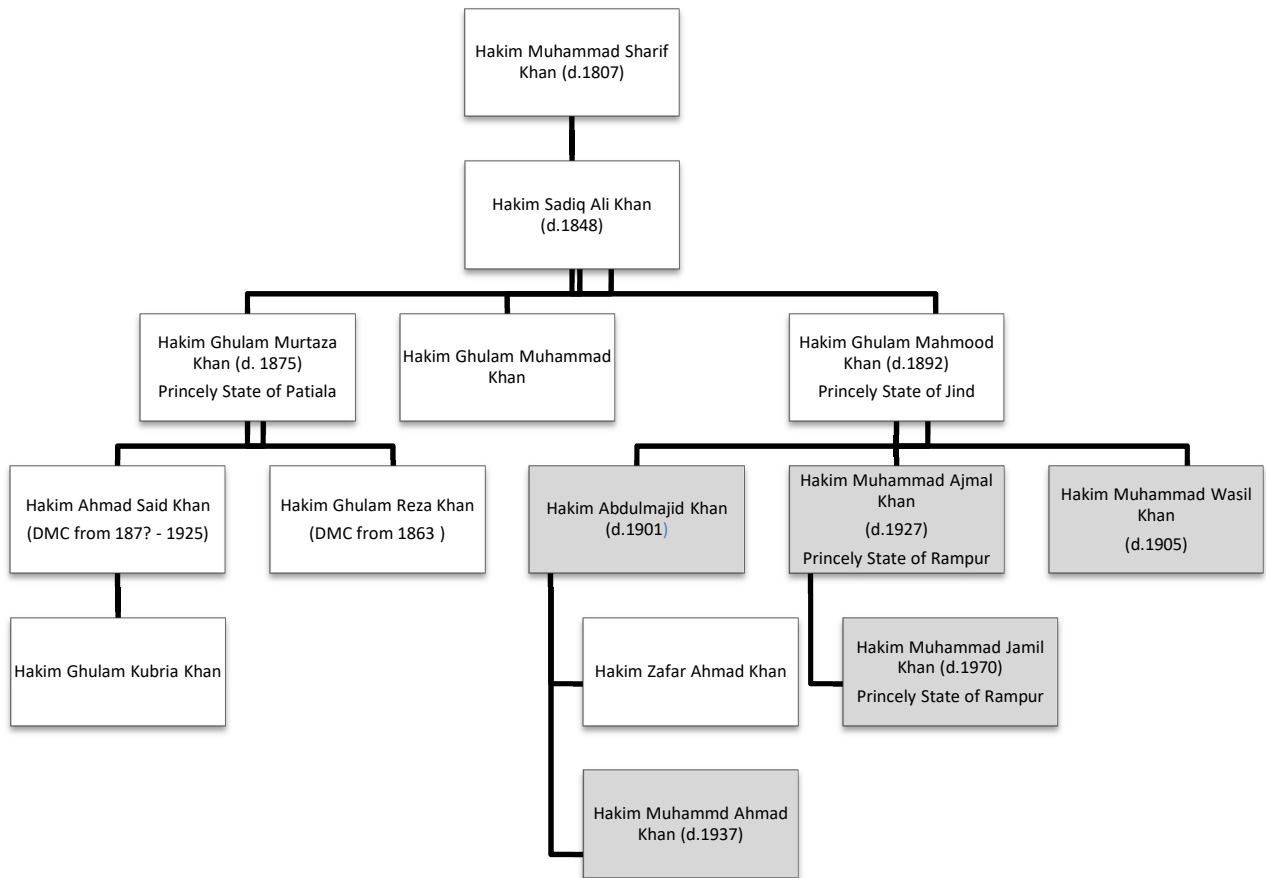 Hakim Muhammad Sharif
Khan (d.1807)
Hakim Sadiq Ali Khan
(d.1848)
Hakim Ghulam Murtaza
Khan (d. 1875)
Princely State of Patiala
Hakim Ghulam Muhammad
Khan
Hakim Ghulam Mahmood
Khan (d.1892)
Princely State of Jind
Hakim Ahmad Said Khan
(DMC from 187? - 1925)
Hakim Ghulam Reza Khan
(DMC from 1863 )
Hakim Abdulmajid Khan
(d.1901)
Hakim Muhammad Ajmal
Khan
(d.1927)
Princely State of Rampur
Hakim Muhammad Wasil
Khan
(d.1905)
Hakim Ghulam Kubria Khan
Hakim Zafar Ahmad Khan
Hakim Muhammad Jamil
Khan (d.1970)
Princely State of Rampur
Hakim Muhammd Ahmad
Khan (d.1937)